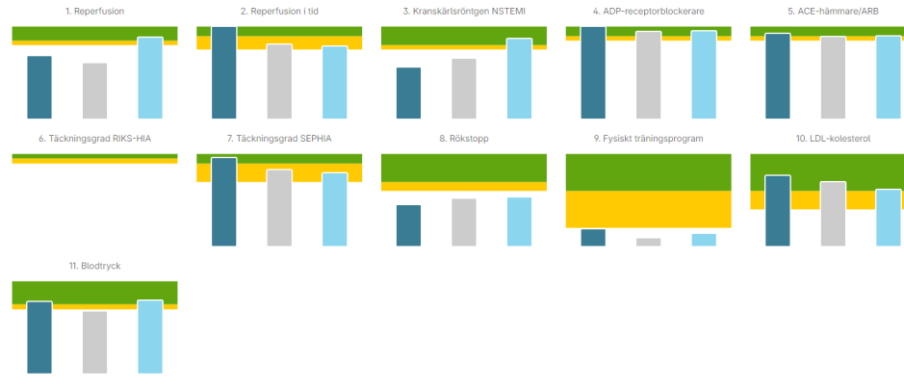 1. Reperfusion
2. Reperfusion i tid
3. Kranskärlsröntgen NSTEMI
4. ADP-receptorblockerare
5. ACE-hämmare/ARB
6. Täckningsgrad RIKS-HIA
7. Täckningsgrad SEPHIA
8. Rökstopp
9. Fysiskt träningsprogram
10. LDL-kolesterol
11. Blodtryck